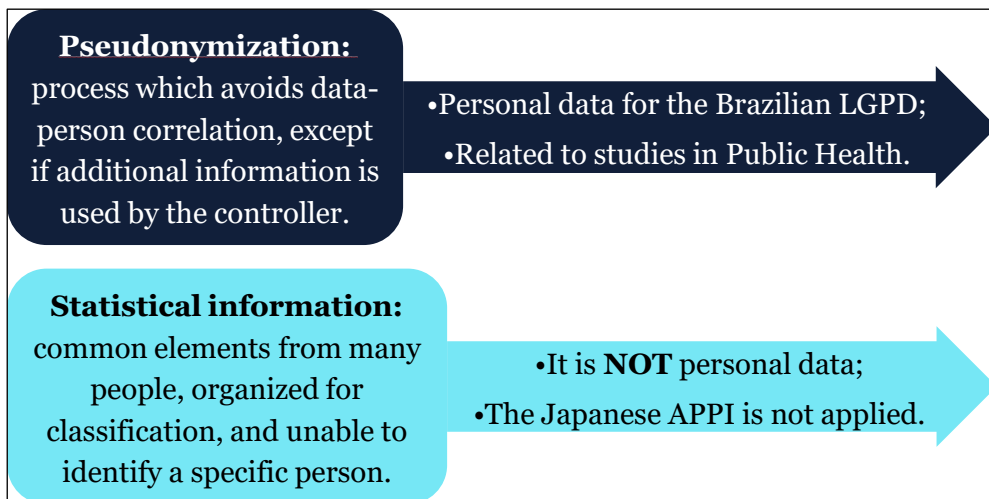 Pseudonymization:
process which avoids data-
person correlation, except
if additional information is
used by the controller.
•Personal data for the Brazilian LGPD;
•Related to studies in Public Health.
Statistical information:
common elements from many
people, organized for
classification, and unable to
identify a specific person.
•It is NOT personal data;
•The Japanese APPI is not applied.